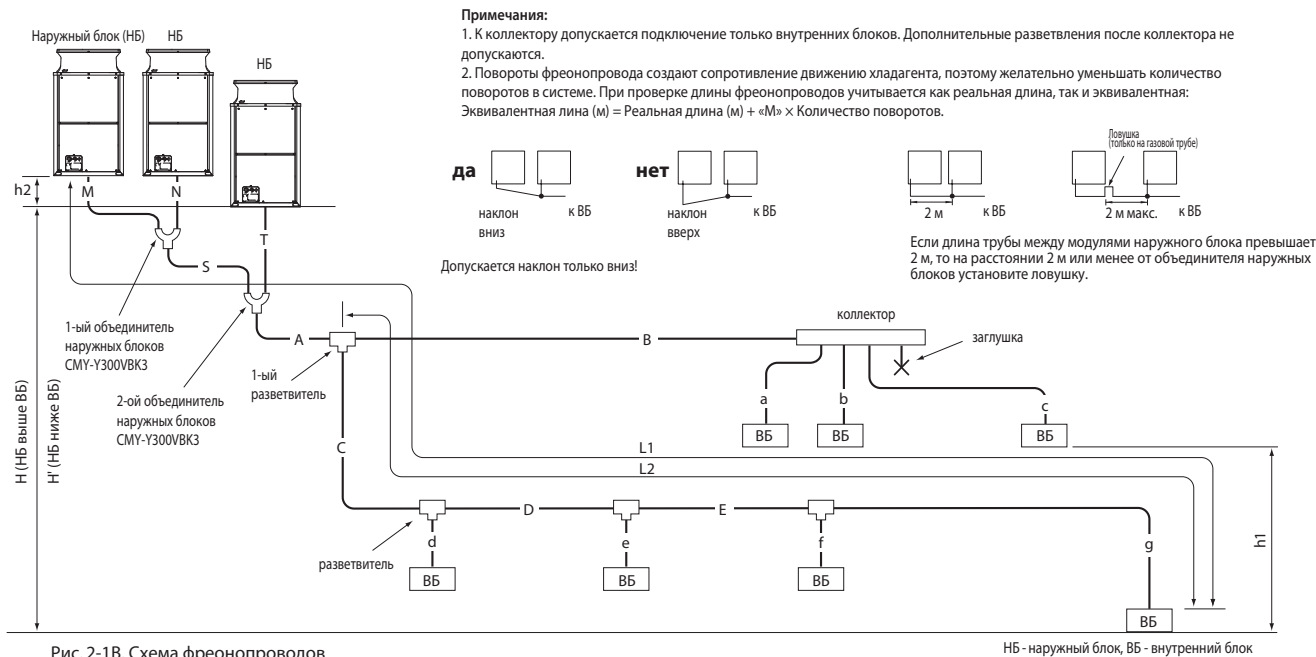 Примечания:
1. К коллектору допускается подключение только внутренних блоков. Дополнительные разветвления после коллектора не
допускаются.
2. Повороты фреонопровода создают сопротивление движению хладагента, поэтому желательно уменьшать количество
поворотов в системе. При проверке длины фреонопроводов учитывается как реальная длина, так и эквивалентная:
Эквивалентная лина (м) = Реальная длина (м) + «М» × Количество поворотов.
Наружный блок (НБ)
НБ
НБ
да
наклон
вниз
к ВБ
нет
наклон
вверх
к ВБ
Допускается наклон только вниз!
2 м
к ВБ
Ловушка
(только на газовой трубе)
2 м макс.
к ВБ
Если длина трубы между модулями наружного блока превышает
2 м, то на расстоянии 2 м или менее от объединителя наружных
блоков установите ловушку.
h2
M
N
T
S
1-ый объединитель
наружных блоков
CMY-Y300VBK3
2-ой объединитель
наружных блоков
CMY-Y300VBK3
A
1-ый
разветвитель
B
коллектор
заглушка
a
b
c
ВБ
ВБ
ВБ
H (НБ выше ВБ)
H' (НБ ниже ВБ)
C
L1
L2
D
E
d
e
f
g
h1
разветвитель
ВБ
ВБ
ВБ
ВБ
Рис. 2-1B. Схема фреонопроводов
НБ - наружный блок, ВБ - внутренний блок